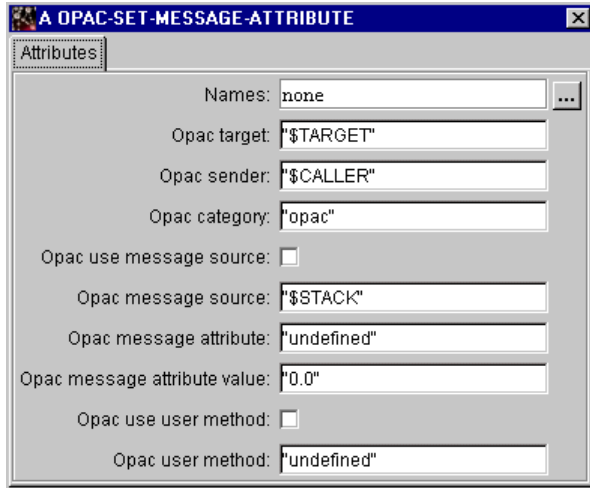 A OPAC-SET-MESSAGE-ATTRIBUTE
Attributes
Names: none ...
Opac target: "$TARGET"
Opac sender: "$CALLER"
Opac category: "opac"
Opac use message source:
Opac message source: "$STACK"
Opac message attribute: "undefined"
Opac message attribute value: "0.0"
Opac use user method:
Opac user method: "undefined"